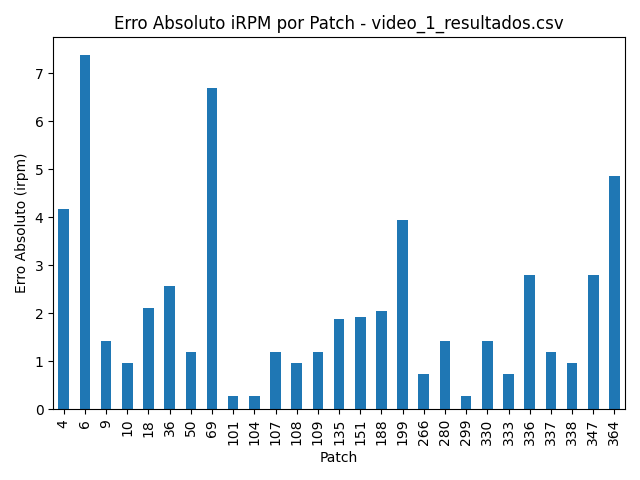 Erro Absoluto iRPM por Patch - video_1_resultados.csv
7
6
5
4
3
2
1
0
Erro Absoluto (irpm)
4 6 9 10 18 36 50 69 101 104 107 108 109 135 151 188 199 266 280 299 330 333 336 337 338 347 364
Patch